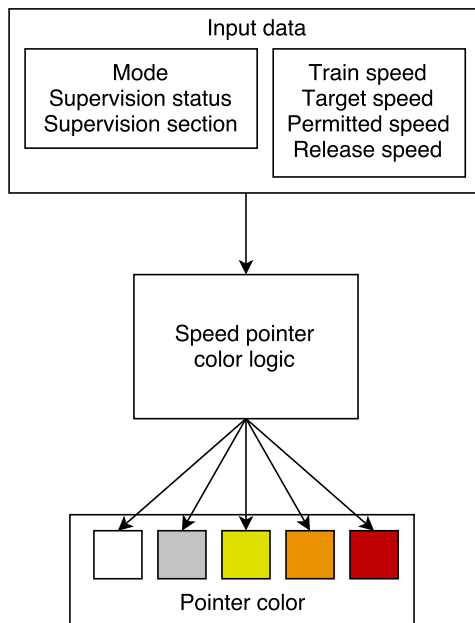 Input data
Mode
Supervision status
Supervision section
Train speed
Target speed
Permitted speed
Release speed
Speed pointer
color logic
Pointer color